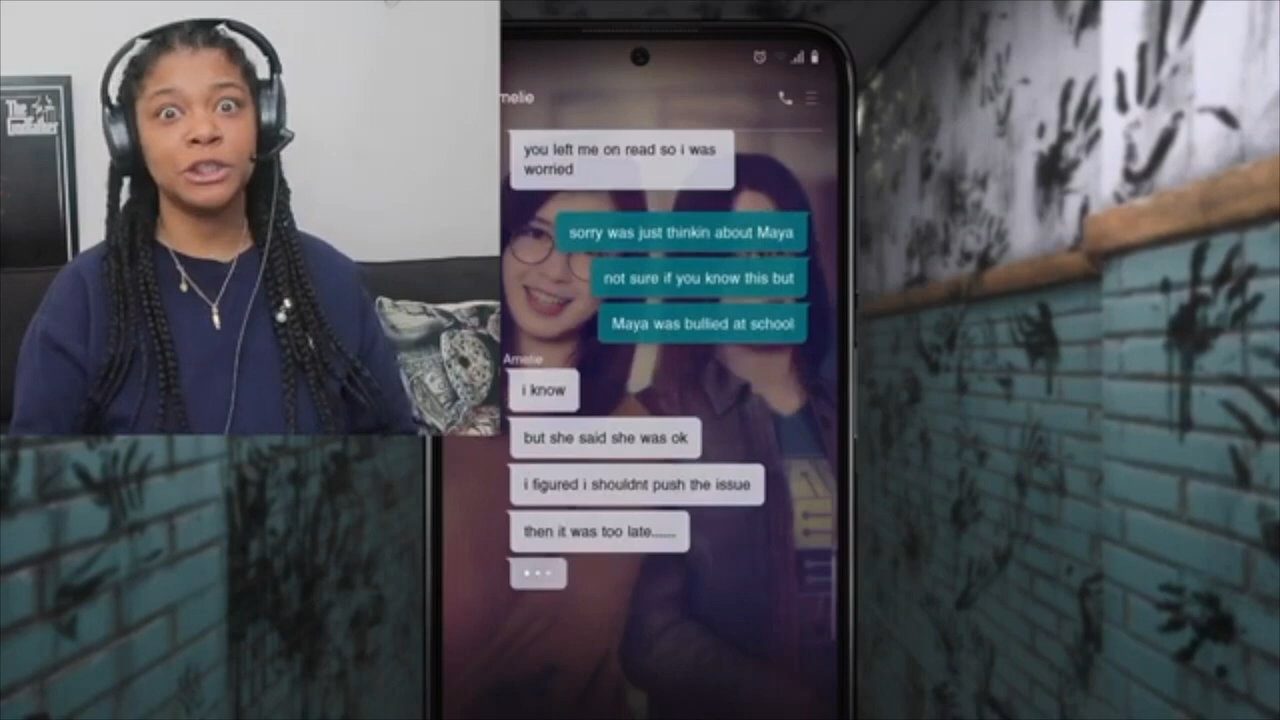 The
Godfather
melie
you left me on read so i was
worried
sorry was just thinkin about Maya
not sure if you know this but
Maya was bullied at school
Amelie
i know
but she said she was ok
i figured i shouldnt push the issue
then it was too late......